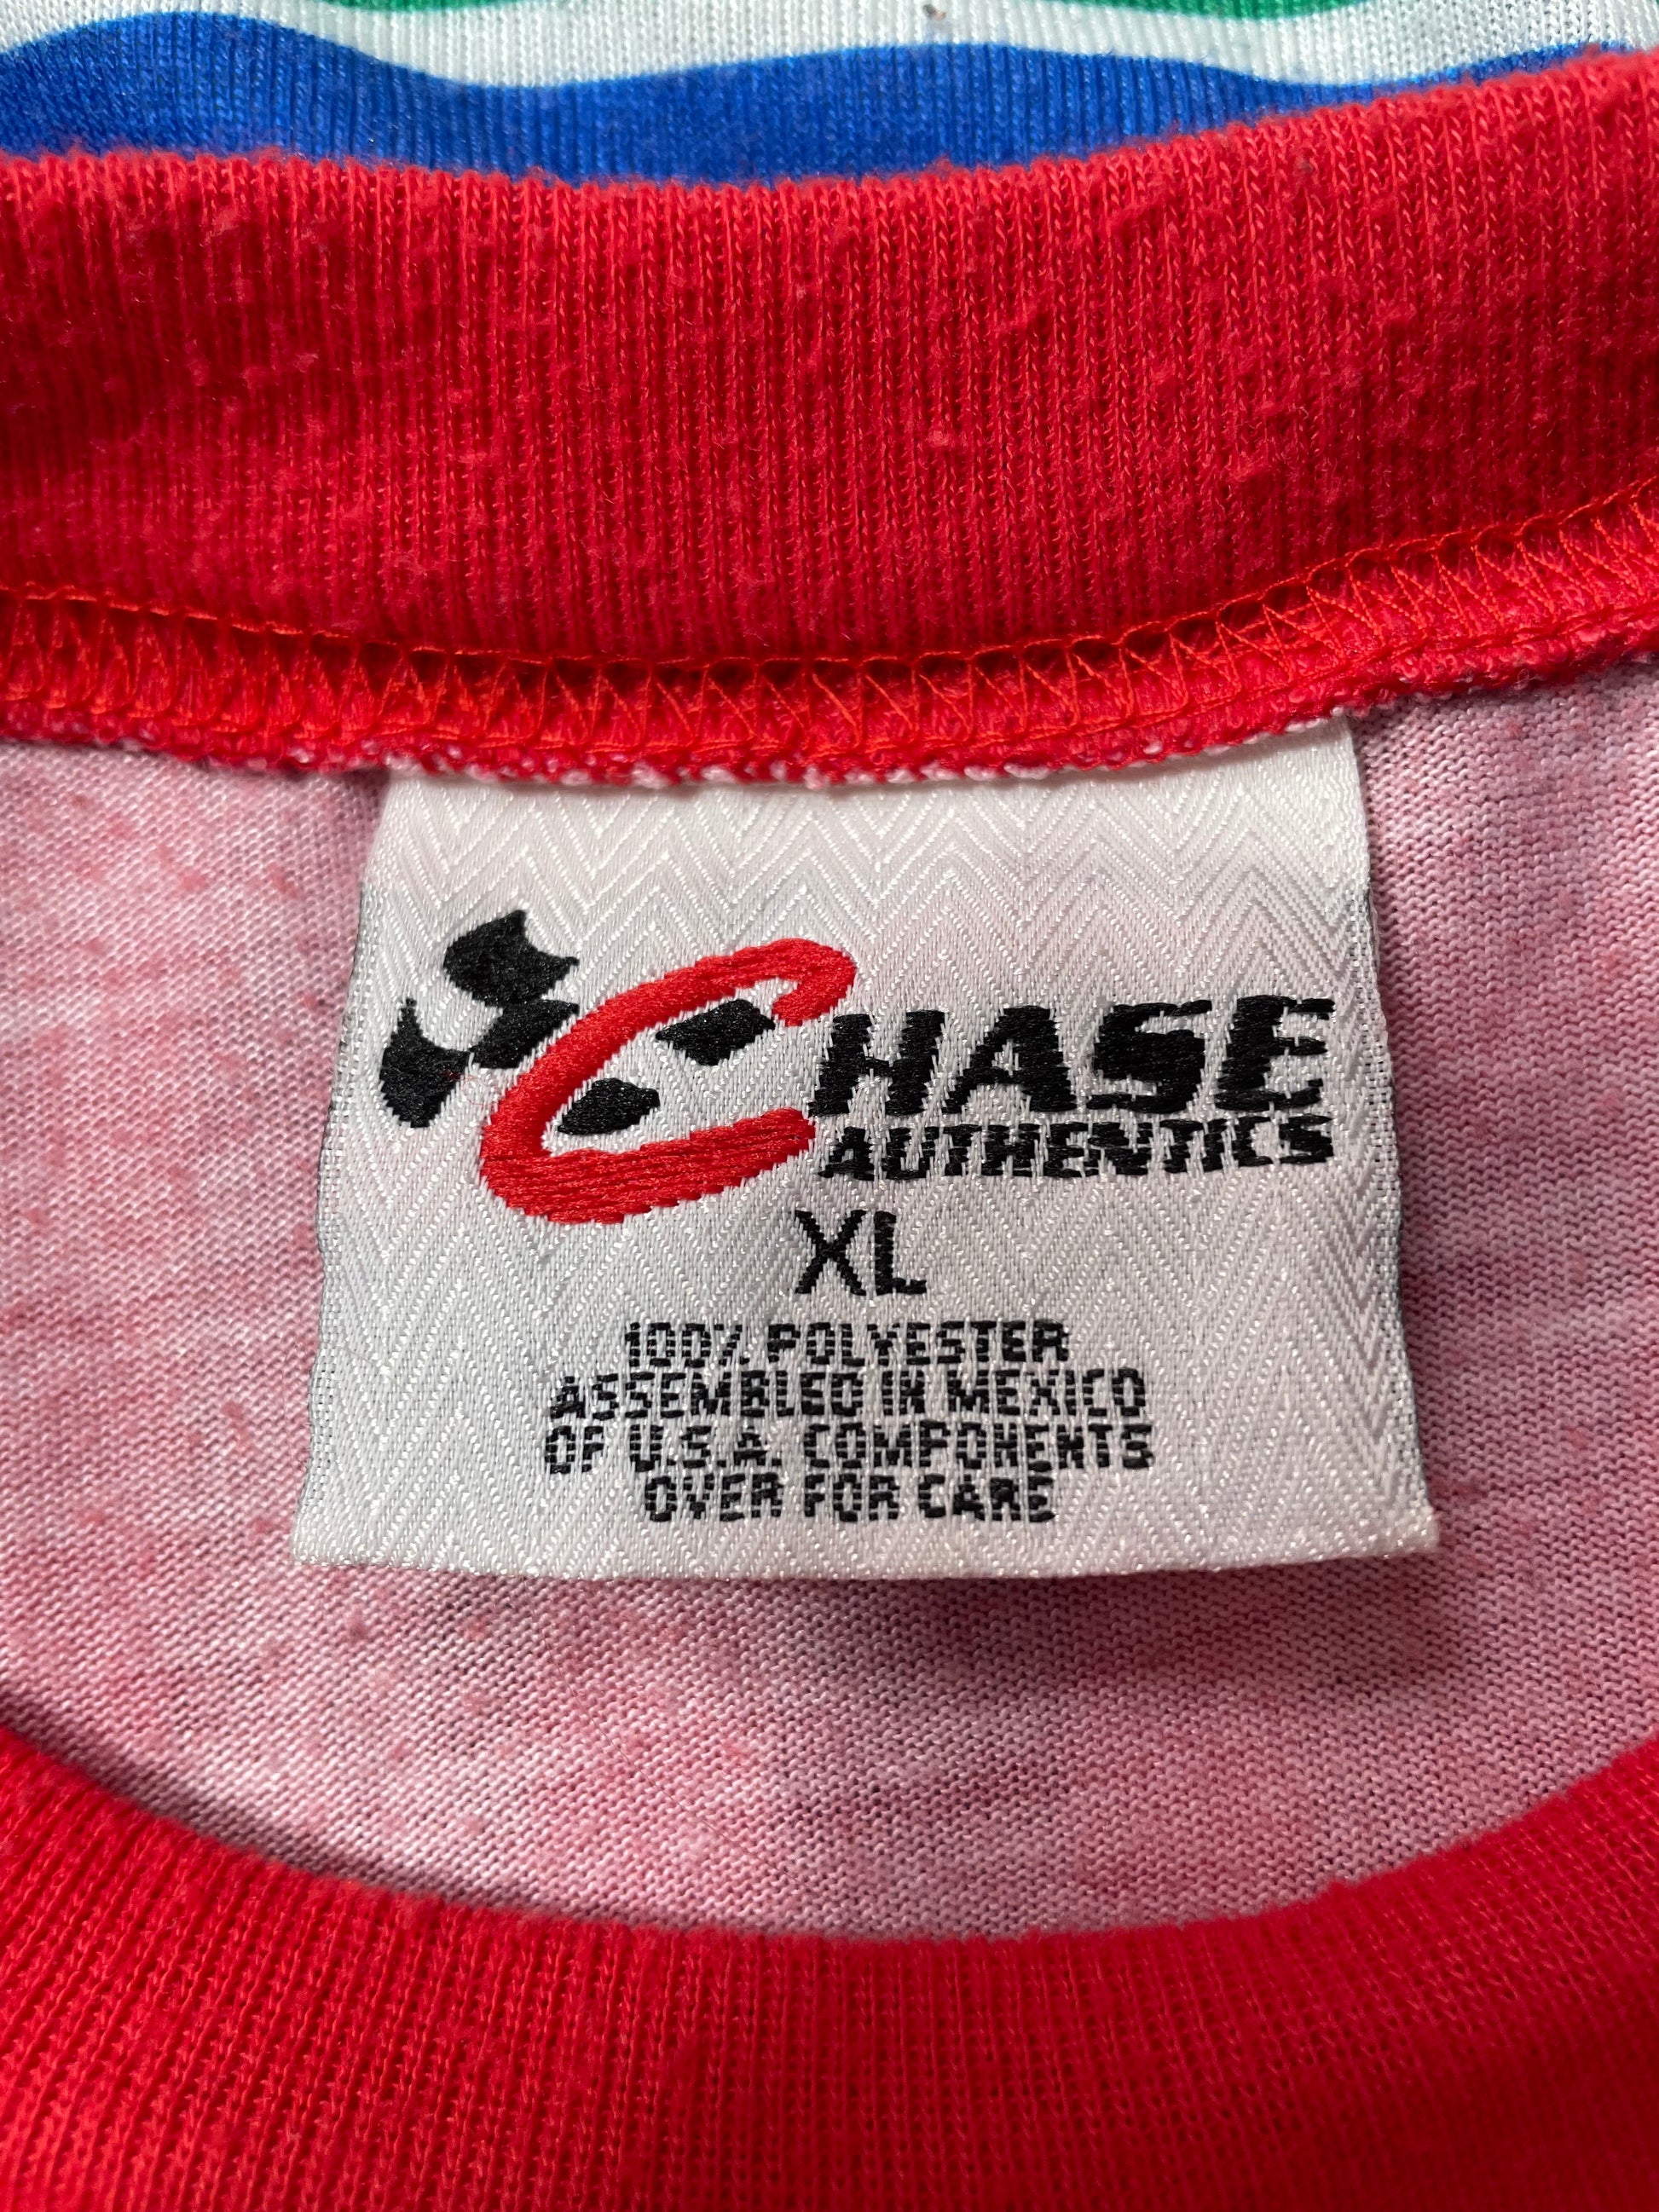 CHASE
AUTHENTICS
XL
100% POLYESTER
ASSEMBLED IN MEXICO
OF U.S.A. COMPONENTS
OVER FOR CARE